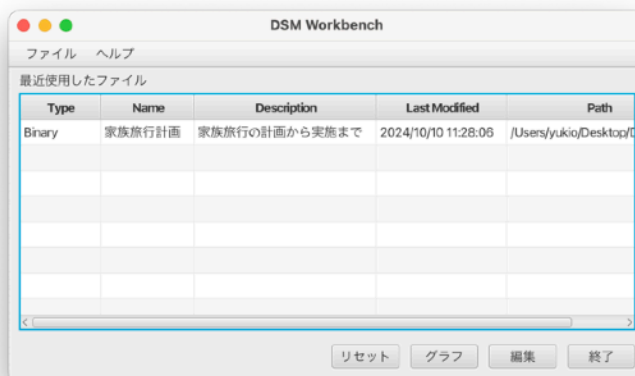 DSM Workbench
ファイル ヘルプ
最近使用したファイル
Type Name Description Last Modified Path
Binary 家族旅行計画 家族旅行の計画から実施まで 2024/10/10 11:28:06 /Users/yukio/Desktop/D
リセット グラフ 編集 終了